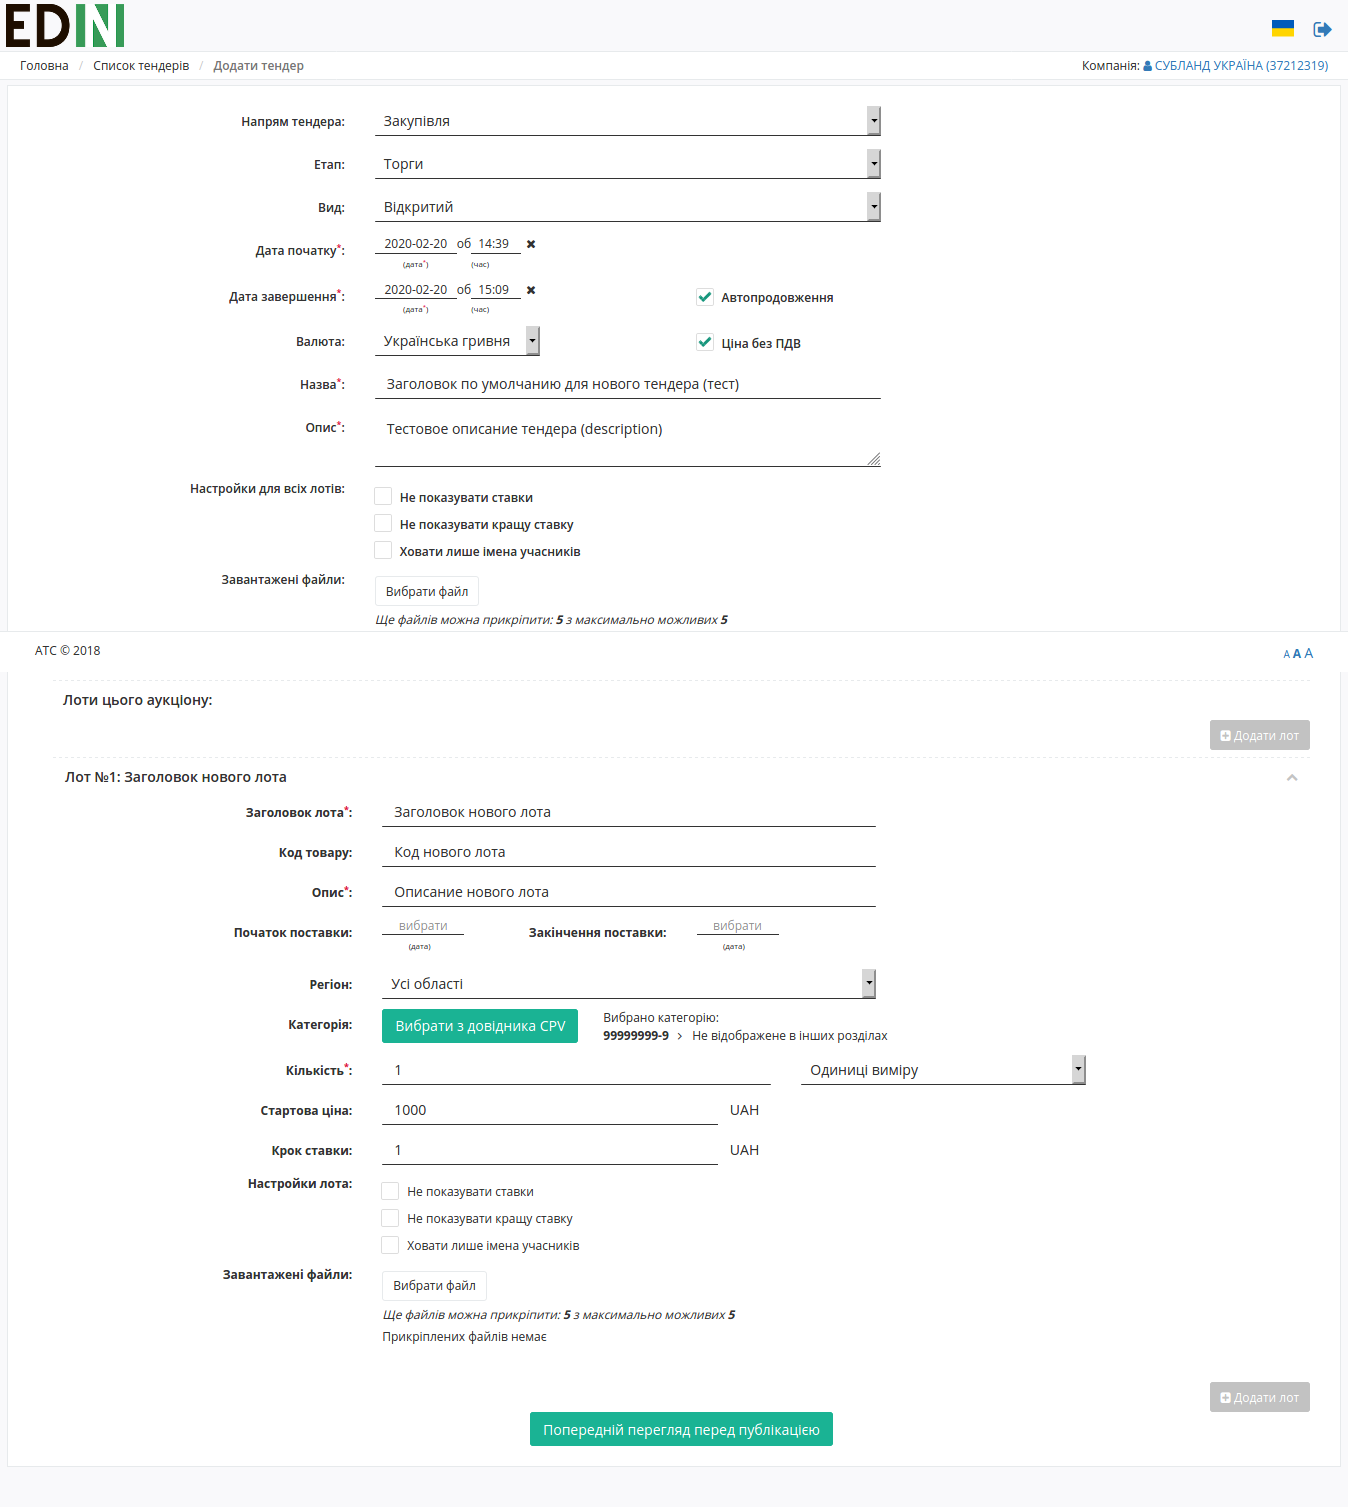 EDIN
Головна / Список тендерів / Додати тендер
Компанія: СУБЛАНД УКРАЇНА (37212319)
Напрям тендера: Закупівля
Етап: Торги
Вид: Відкритий
Дата початку*: 2020-02-20 об 14:39 ✖
(дата*) (час)
Дата завершення*: 2020-02-20 об 15:09 ✖ Автопродовження
(дата*) (час)
Валюта: Українська гривня Ціна без ПДВ
Назва*: Заголовок по умолчанию для нового тендера (тест)
Опис*: Тестовое описание тендера (description)
Настройки для всіх лотів:
Не показувати ставки
Не показувати кращу ставку
Ховати лише імена учасників
Завантажені файли: Вибрати файл
Ще файлів можна прикріпити: 5 з максимально можливих 5
АТС © 2018
A A A
Лоти цього аукціону:
Додати лот
Лот №1: Заголовок нового лота
Заголовок лота*: Заголовок нового лота
Код товару: Код нового лота
Опис*: Описание нового лота
Початок поставки: вибрати Закінчення поставки: вибрати
(дата) (дата)
Регіон: Усі області
Категорія: Вибрати з довідника CPV
Вибрано категорію:
99999999-9 > Не відображене в інших розділах
Кількість*: 1 Одиниці виміру
Стартова ціна: 1000 UAH
Крок ставки: 1 UAH
Настройки лота:
Не показувати ставки
Не показувати кращу ставку
Ховати лише імена учасників
Завантажені файли: Вибрати файл
Ще файлів можна прикріпити: 5 з максимально можливих 5
Прикріплених файлів немає
Додати лот
Попередній перегляд перед публікацією